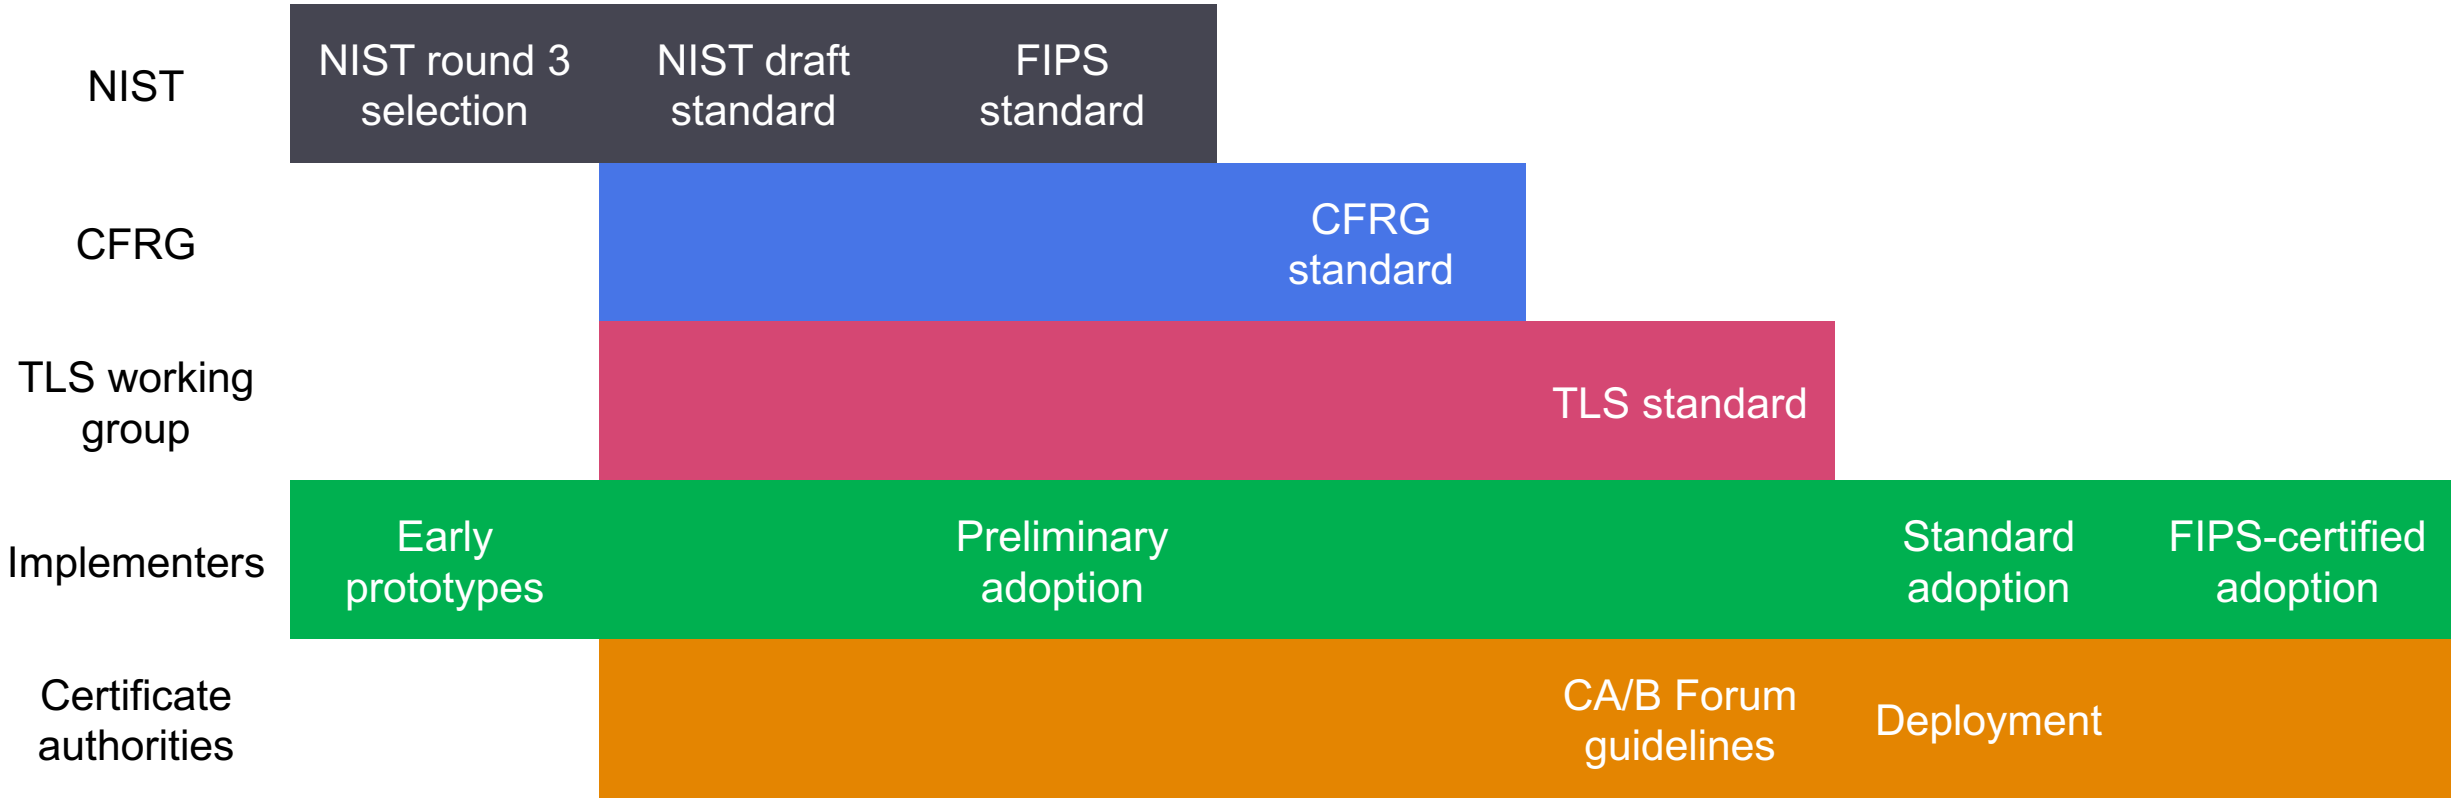 NIST
NIST round 3
selection
NIST draft
standard
FIPS
standard
CFRG
CFRG
standard
TLS working
group
TLS standard
Implementers
Early
prototypes
Preliminary
adoption
Standard
adoption
FIPS-certified
adoption
Certificate
authorities
CA/B Forum
guidelines
Deployment